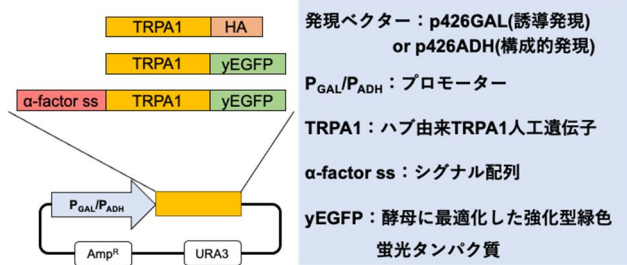 TRPA1 HA
TRPA1 yEGFP
α-factor ss TRPA1 yEGFP
PGAL/PADH
AmpR URA3
発現ベクター：p426GAL(誘導発現)
or p426ADH(構成的発現)
PGAL/PADH：プロモーター
TRPA1：ハブ由来TRPA1人工遺伝子
α-factor ss：シグナル配列
yEGFP：酵母に最適化した強化型緑色
蛍光タンパク質